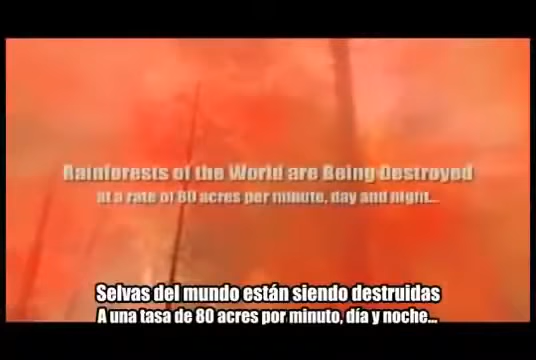 Rainforests of the World are Being Destroyed
at a rate of 80 acres per minute, day and night...
Selvas del mundo están siendo destruidas
A una tasa de 80 acres por minuto, día y noche...